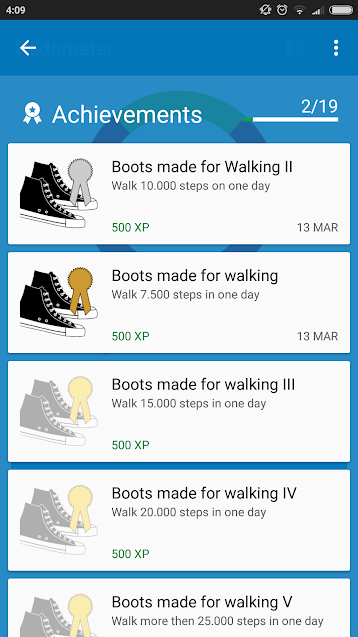 4:09
Pedometer
Achievements
2/19
Boots made for Walking II
Walk 10.000 steps on one day
500 XP
13 MAR
Boots made for walking
Walk 7.500 steps in one day
500 XP
13 MAR
Boots made for walking III
Walk 15.000 steps in one day
500 XP
Boots made for walking IV
Walk 20.000 steps in one day
500 XP
Boots made for walking V
Walk more then 25.000 steps in one day